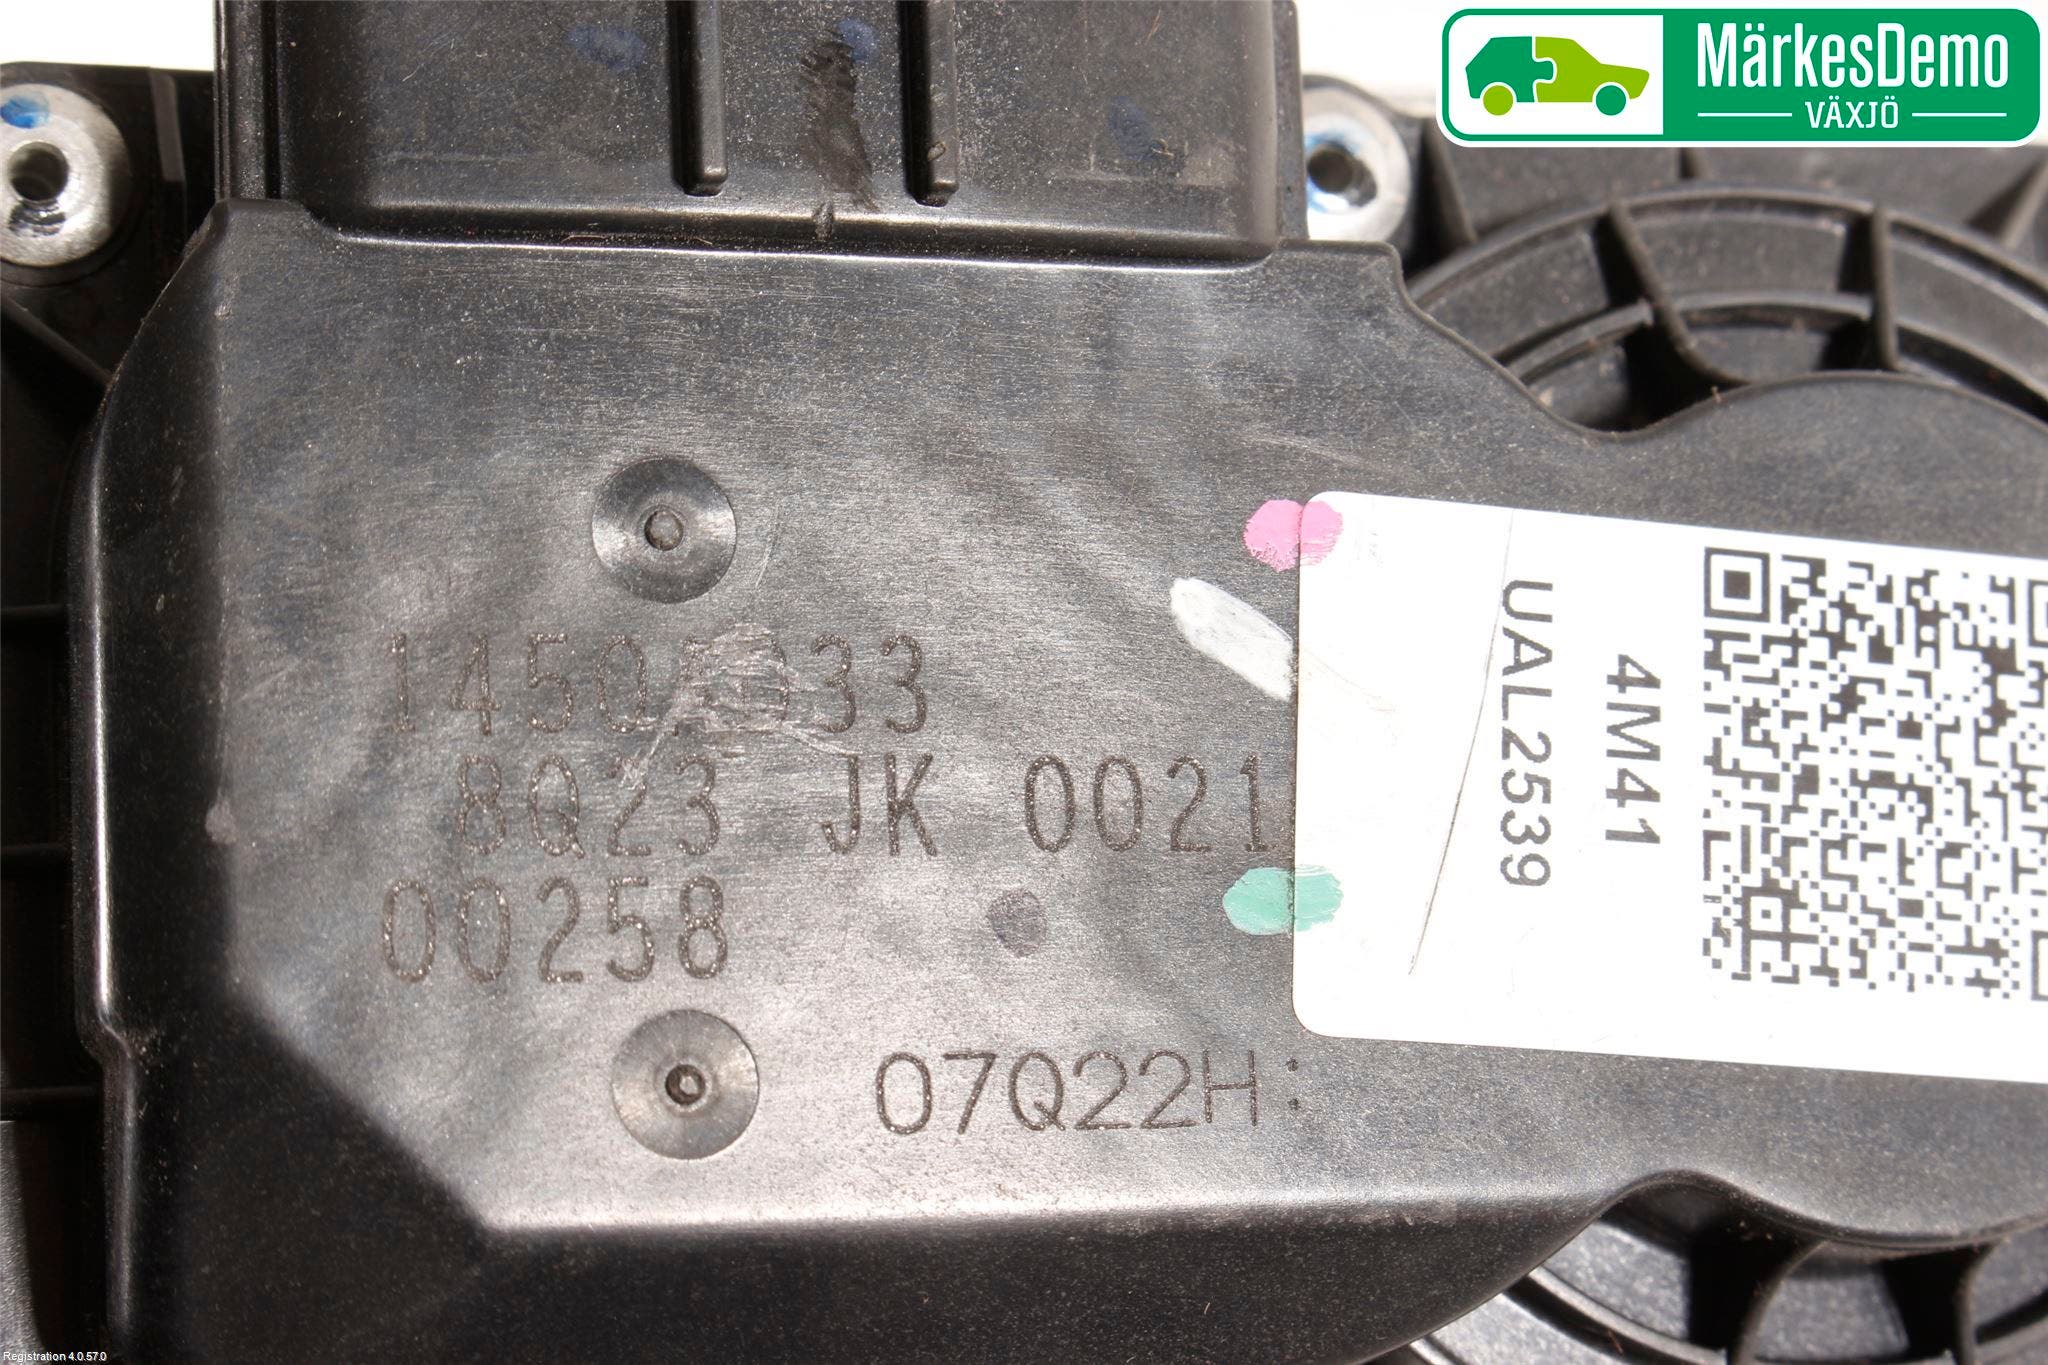 MärkesDemo
VÄXJÖ
8Q23 JK 0021
00258
07Q22H:
UAL2539
4M41
Registration 4.0.57.0